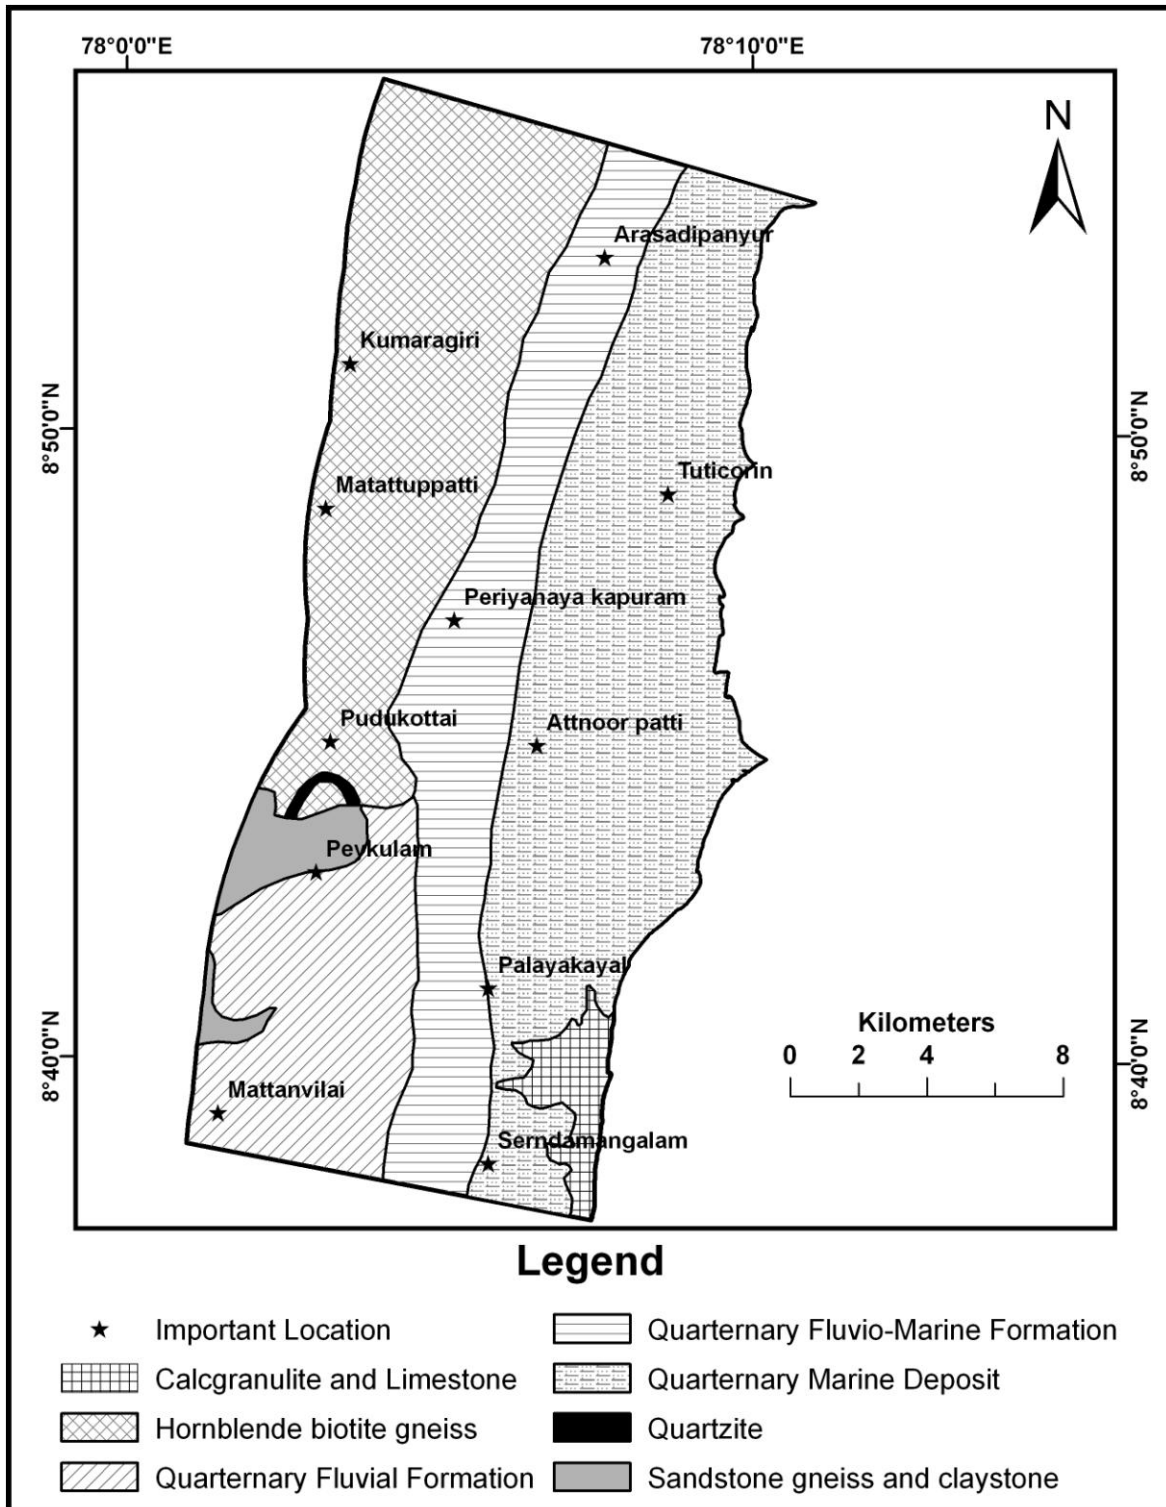 78°0'0"E
78°10'0"E
N
Arasadipanyur
Kumaragiri
8°50'0"N
8°50'0"N
Tuticorin
Matattuppatti
Periyanaya kapuram
Pudukottai
Attnoor patti
Peykulam
Palayakayal
Kilometers
0 2 4 8
8°40'0"N
8°40'0"N
Mattanvilai
Serndamangalam
Legend
Important Location
Quarternary Fluvio-Marine Formation
Calcgranulite and Limestone
Quarternary Marine Deposit
Hornblende biotite gneiss
Quartzite
Quarternary Fluvial Formation
Sandstone gneiss and claystone